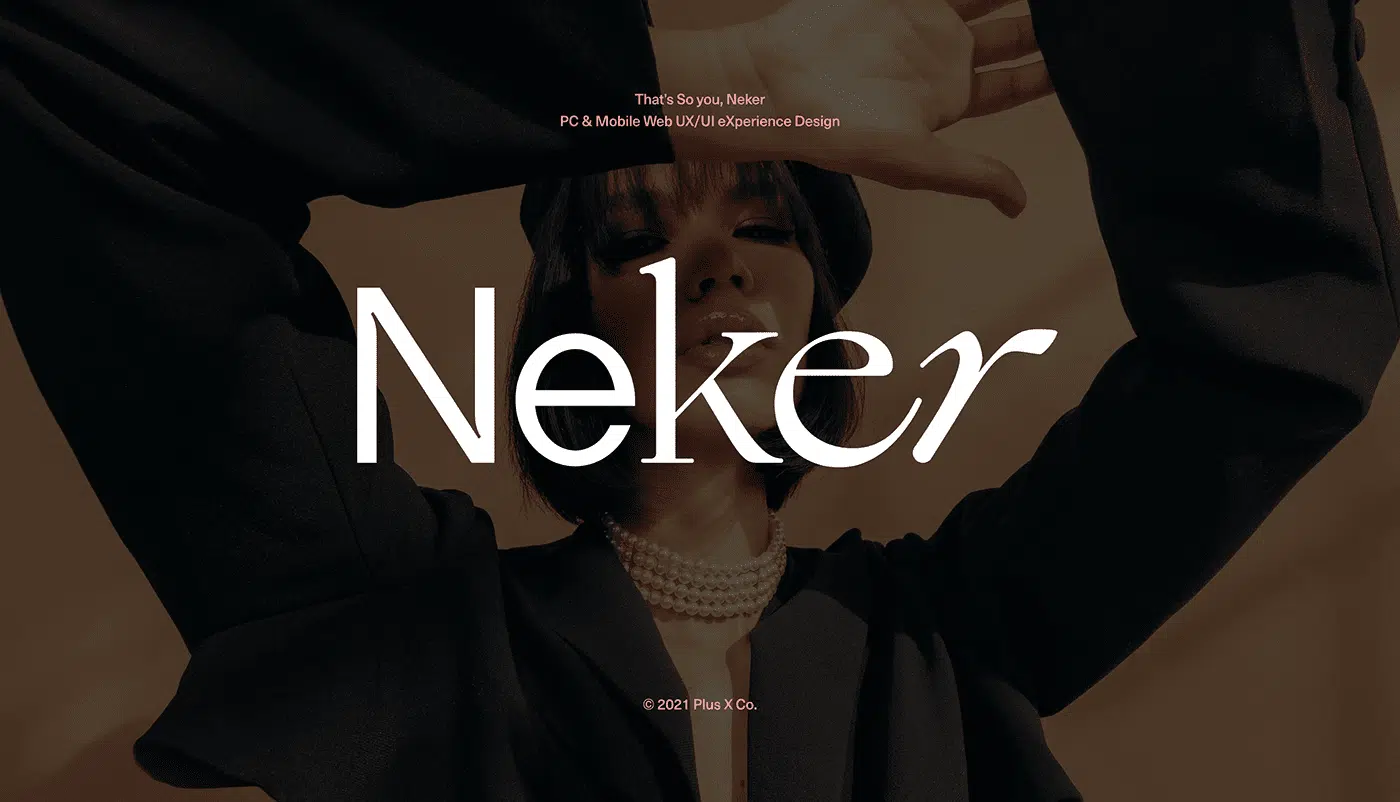 That's So you, Neker
PC & Mobile Web UX/UI eXperience Design
Neker
© 2021 Plus X Co.